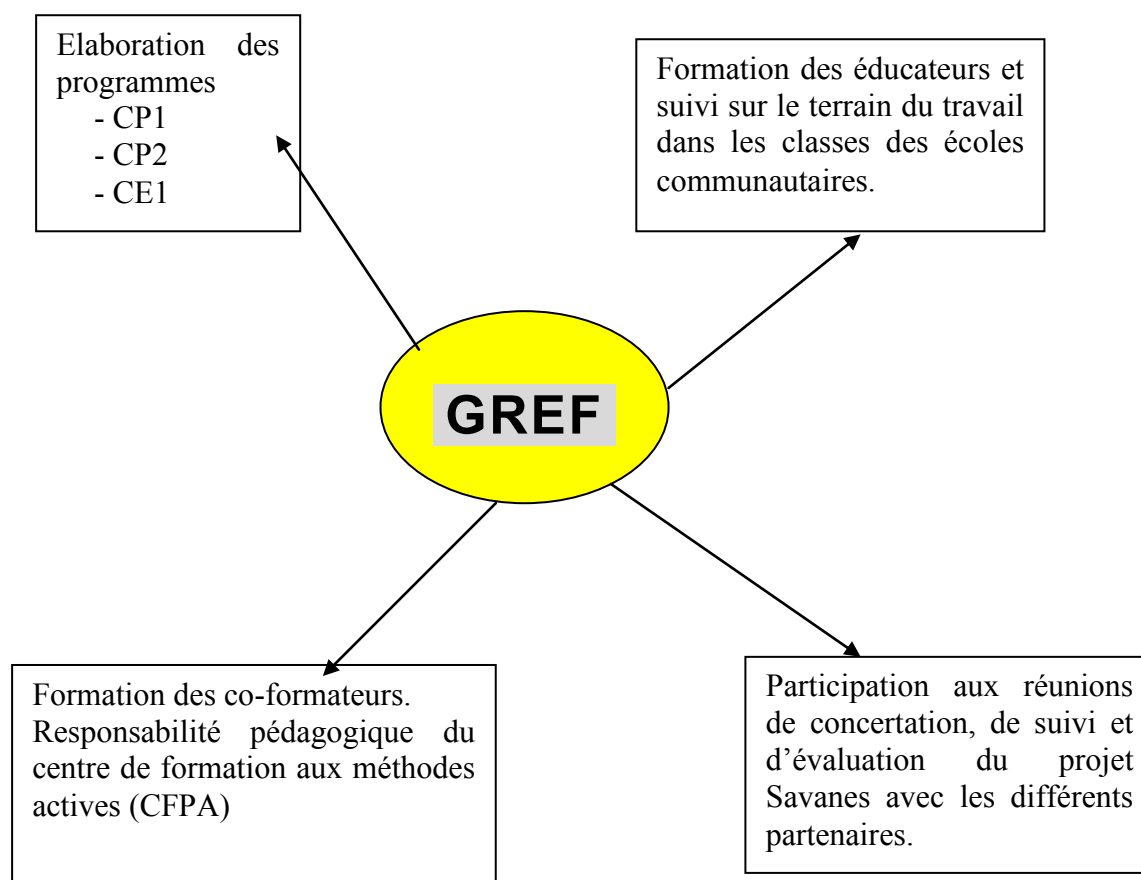 Elaboration des
programmes
- CP1
- CP2
- CE1
Formation des éducateurs et
suivi sur le terrain du travail
dans les classes des écoles
communautaires.
GREF
Formation des co-formateurs.
Responsabilité pédagogique du
centre de formation aux méthodes
actives (CFPA)
Participation aux réunions
de concertation, de suivi et
d’évaluation du projet
Savanes avec les différents
partenaires.